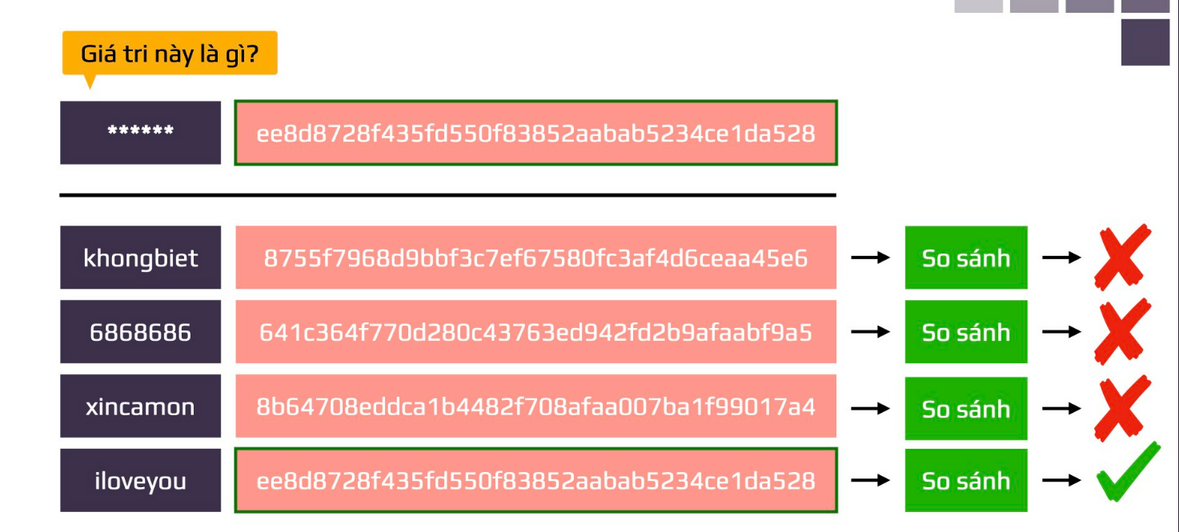 Giá tri này là gì?
****** ee8d8728f435fd550f83852aabab5234ce1da528
khongbiet 8755f7968d9bbf3c7ef67580fc3af4d6ceaa45e6 So sánh
6868686 641c364f770d280c43763ed942fd2b9afaabf9a5 So sánh
xincamon 8b64708eddca1b4482f708afaa007ba1f99017a4 So sánh
iloveyou ee8d8728f435fd550f83852aabab5234ce1da528 So sánh